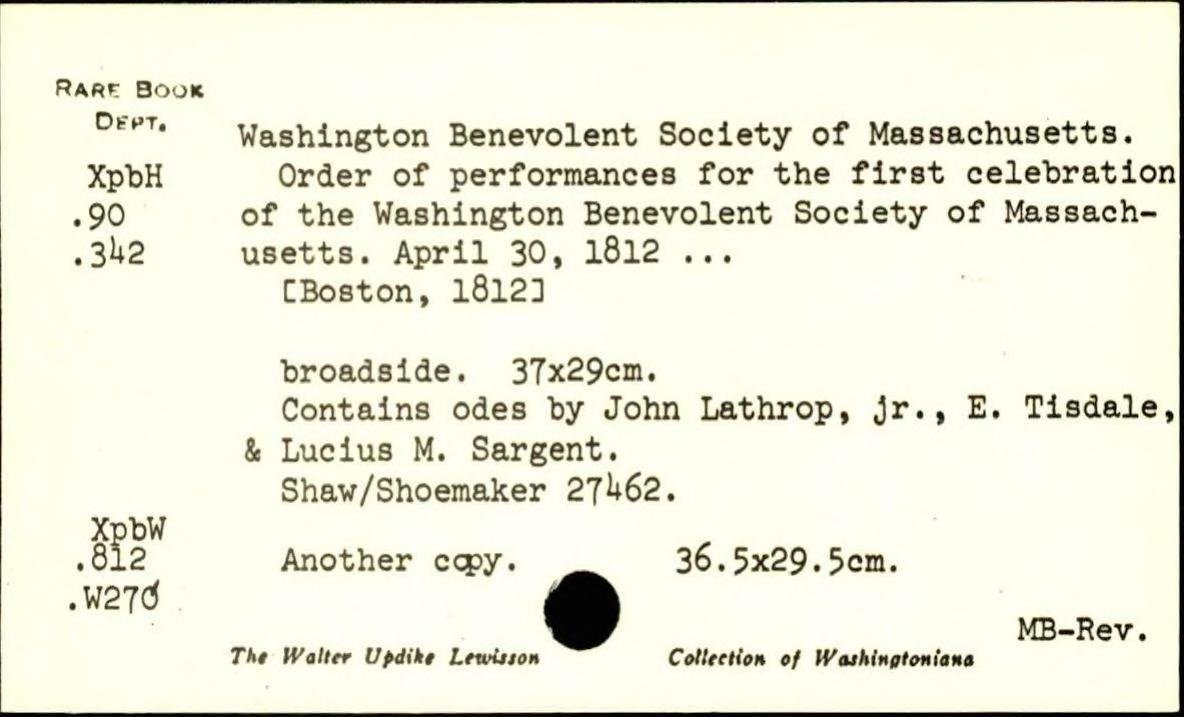 RARE BOOK
DEPT.
Washington Benevolent Society of Massachusetts.
XpbH Order of performances for the first celebration
.90 of the Washington Benevolent Society of Massach-
.342 usetts. April 30, 1812 ...
[Boston, 1812]
broadside. 37x29cm.
Contains odes by John Lathrop, jr., E. Tisdale,
& Lucius M. Sargent.
Shaw/Shoemaker 27462.
XpbW
.812 Another copy. 36.5x29.5cm.
.W27o
MB-Rev.
The Walter Updike Lewisson Collection of Washingtoniana